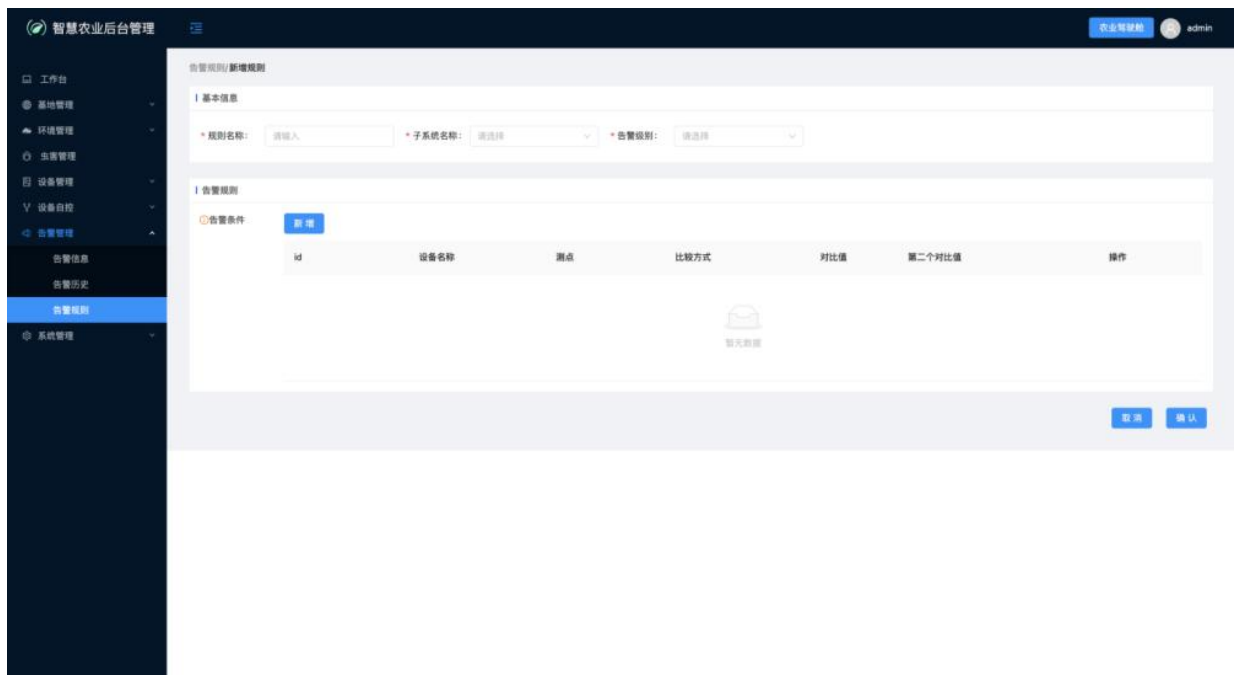 智慧农业后台管理
农业驾驶舱 admin
工作台
基地管理
环境管理
虫害管理
设备管理
设备自控
告警管理
告警信息
告警历史
告警规则
系统管理
告警规则/新增规则
基本信息
* 规则名称： 请输入 * 子系统名称： 请选择 * 告警级别： 请选择
告警规则
告警条件 新 增
id 设备名称 测点 比较方式 对比值 第二个对比值 操作
暂无数据
取 消 确 认